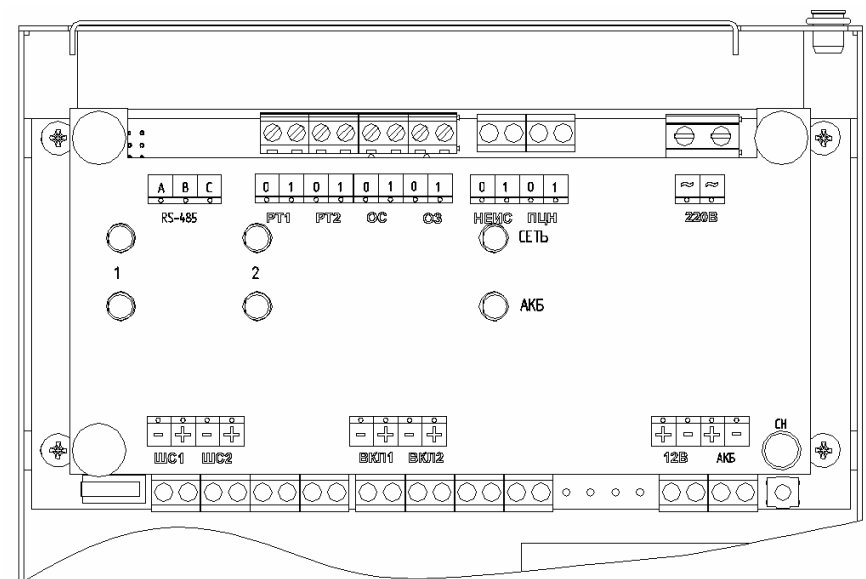 A B C 0 1 0 1 0 1 0 1 0 1 0 1 ~ ~
RS-485 РТ1 РТ2 ОС ОЗ НЕИС ПЦН 220В
СЕТЬ
1 2
АКБ
СН
- + - + - + - + + - + -
ШС1 ШС2 ВКЛ1 ВКЛ2 12В АКБ